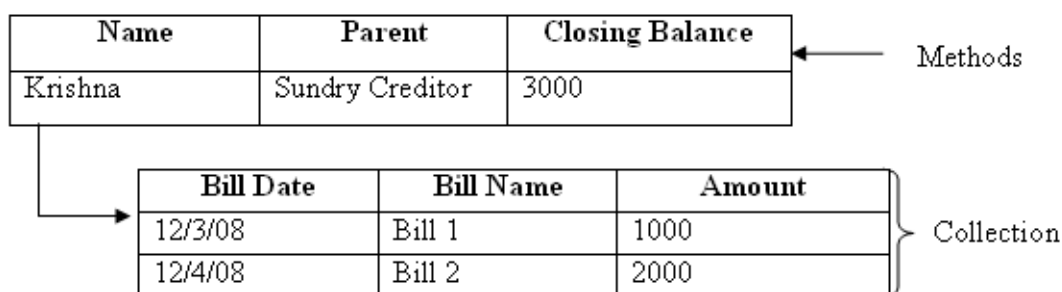 Name Parent Closing Balance
Methods
Krishna Sundry Creditor 3000
Bill Date Bill Name Amount
12/3/08 Bill 1 1000
Collection
12/4/08 Bill 2 2000